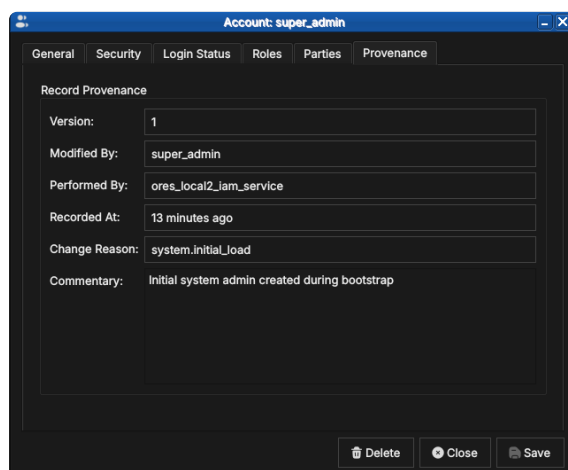 Account: super_admin
General Security Login Status Roles Parties Provenance
Record Provenance
Version: 1
Modified By: super_admin
Performed By: ores_local2_iam_service
Recorded At: 13 minutes ago
Change Reason: system.initial_load
Commentary: Initial system admin created during bootstrap
Delete Close Save